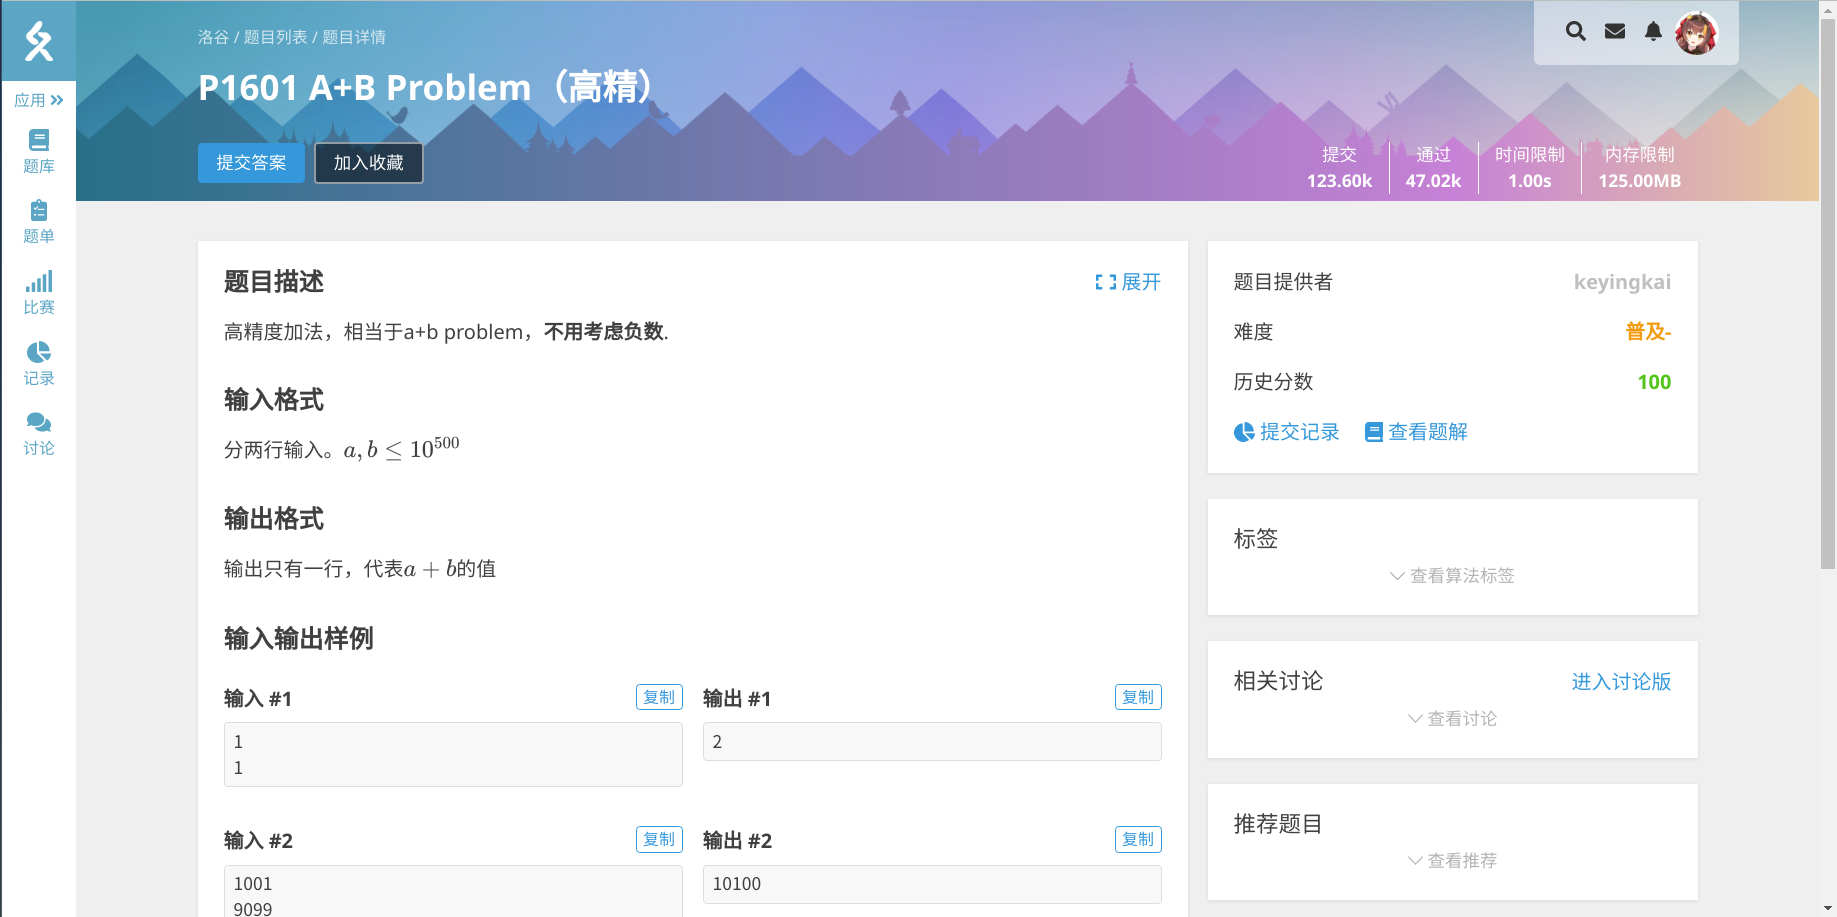 洛谷 / 题目列表 / 题目详情
P1601 A+B Problem（高精）
应用
题库
题单
比赛
记录
讨论
提交答案
加入收藏
提交 通过 时间限制 内存限制
123.60k 47.02k 1.00s 125.00MB
题目描述
展开
高精度加法，相当于a+b problem，不用考虑负数.
输入格式
分两行输入。a, b ≤ 10^500
输出格式
输出只有一行，代表a + b的值
输入输出样例
输入 #1 复制
1
1
输出 #1 复制
2
输入 #2 复制
1001
9099
输出 #2 复制
10100
题目提供者 keyingkai
难度 普及-
历史分数 100
提交记录 查看题解
标签
查看算法标签
相关讨论 进入讨论版
查看讨论
推荐题目
查看推荐